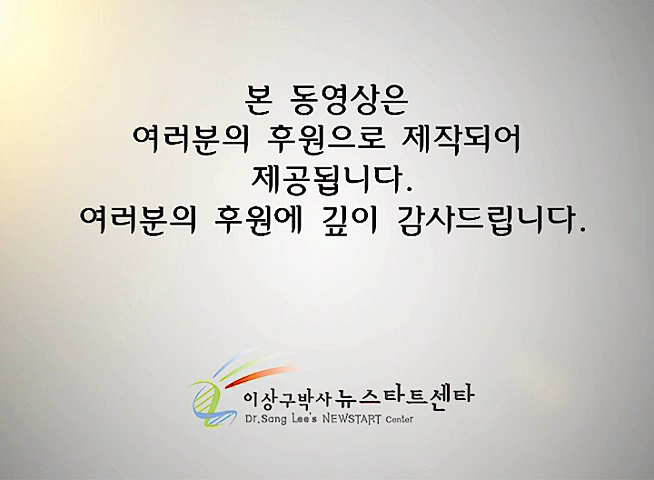 본 동영상은
여러분의 후원으로 제작되어
제공됩니다.
여러분의 후원에 깊이 감사드립니다.
이상구박사 뉴스타트센타
Dr.Sang Lee's NEWSTART Center